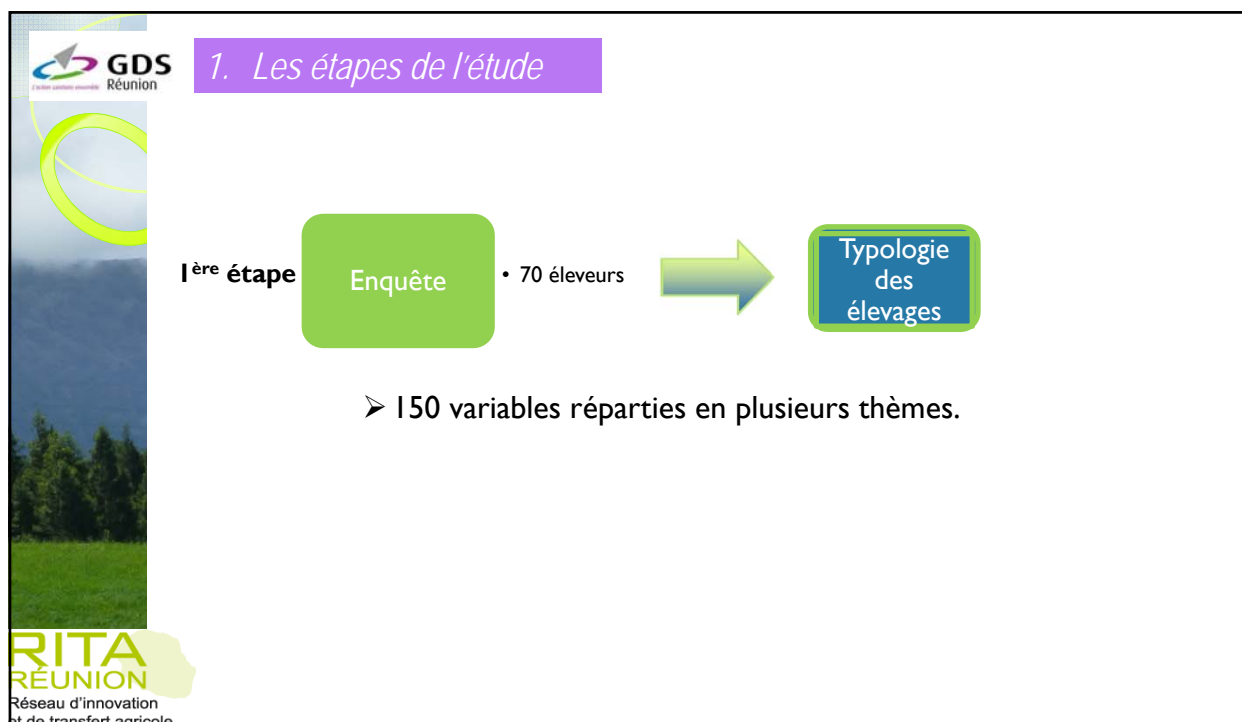 GDS
Réunion
1. Les étapes de l'étude
1ère étape
Enquête
• 70 éleveurs
Typologie
des
élevages
➢ 150 variables réparties en plusieurs thèmes.
RITA
RÉUNION
Réseau d'innovation
et de transfert agricole